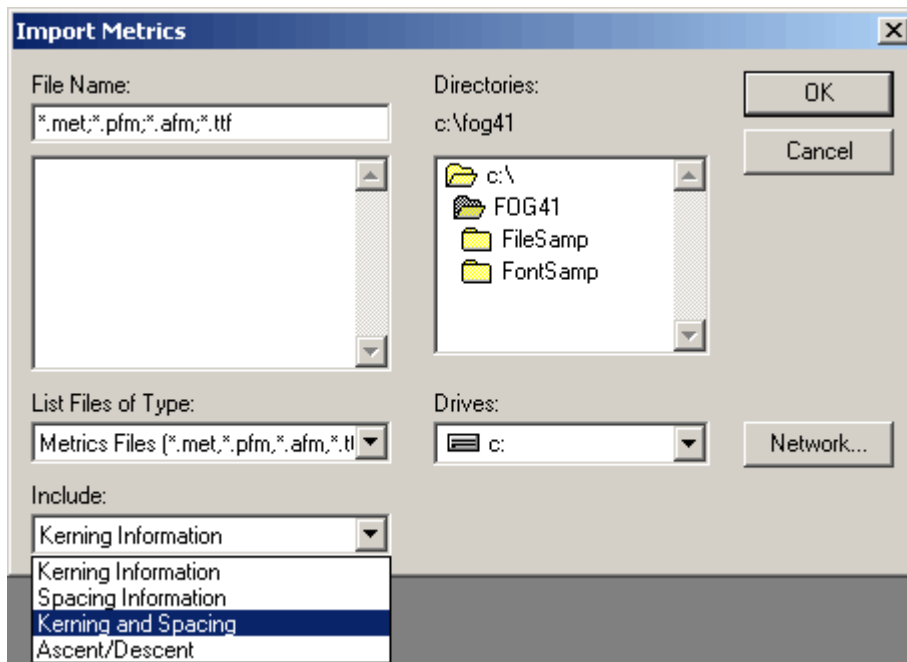 Import Metrics
File Name:
*.met;*.pfm;*.afm;*.ttf
Directories:
c:\fog41
OK
Cancel
c:\
FOG41
FileSamp
FontSamp
List Files of Type:
Metrics Files (*.met,*.pfm,*.afm,*.tt
Drives:
c:
Network...
Include:
Kerning Information
Kerning Information
Spacing Information
Kerning and Spacing
Ascent/Descent